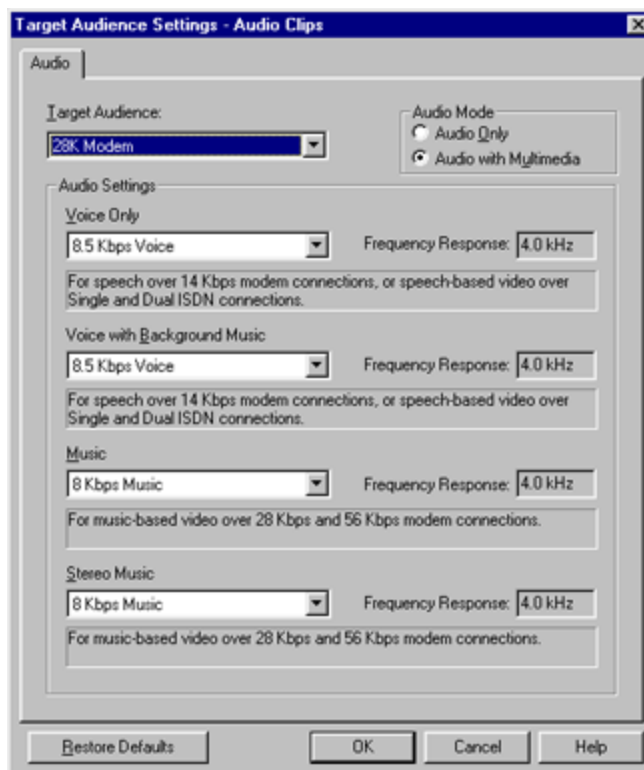 Target Audience Settings - Audio Clips
Audio
Target Audience:
28K Modem
Audio Mode
Audio Only
Audio with Multimedia
Audio Settings
Voice Only
8.5 Kbps Voice
Frequency Response: 4.0 kHz
For speech over 14 Kbps modem connections, or speech-based video over
Single and Dual ISDN connections.
Voice with Background Music
8.5 Kbps Voice
Frequency Response: 4.0 kHz
For speech over 14 Kbps modem connections, or speech-based video over
Single and Dual ISDN connections.
Music
8 Kbps Music
Frequency Response: 4.0 kHz
For music-based video over 28 Kbps and 56 Kbps modem connections.
Stereo Music
8 Kbps Music
Frequency Response: 4.0 kHz
For music-based video over 28 Kbps and 56 Kbps modem connections.
Restore Defaults
OK
Cancel
Help